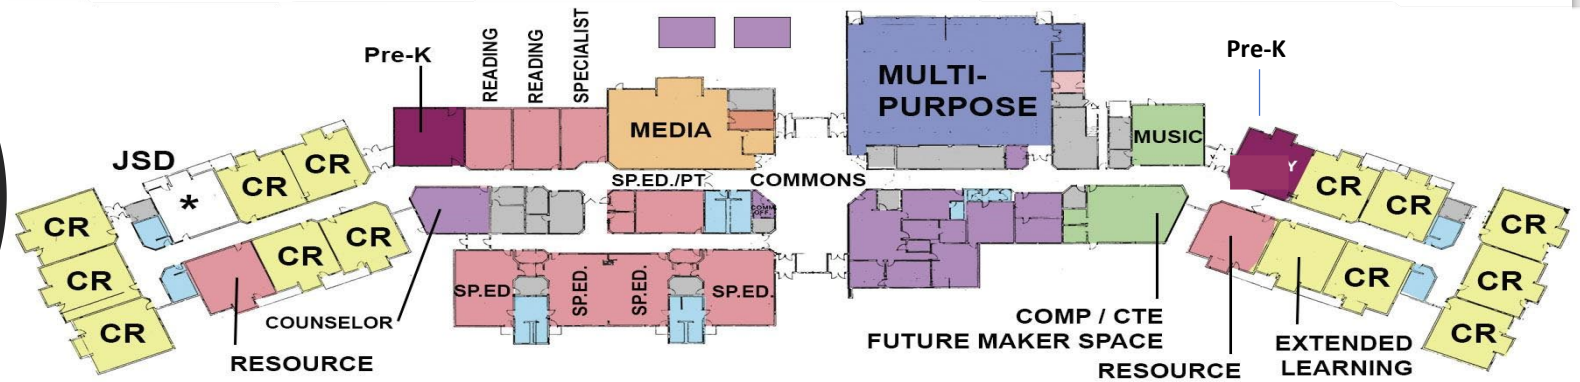 Pre-K
READING
READING
SPECIALIST
MEDIA
MULTI-
PURPOSE
MUSIC
Pre-K
Y
JSD
*
CR
CR
CR
CR
CR
CR
CR
RESOURCE
COUNSELOR
SP.ED./PT
COMMONS
COMM
OFF.
SP.ED
SP.ED.
SP.ED.
SP.ED.
COMP / CTE
FUTURE MAKER SPACE
RESOURCE
EXTENDED
LEARNING
CR
CR
CR
CR
CR
CR